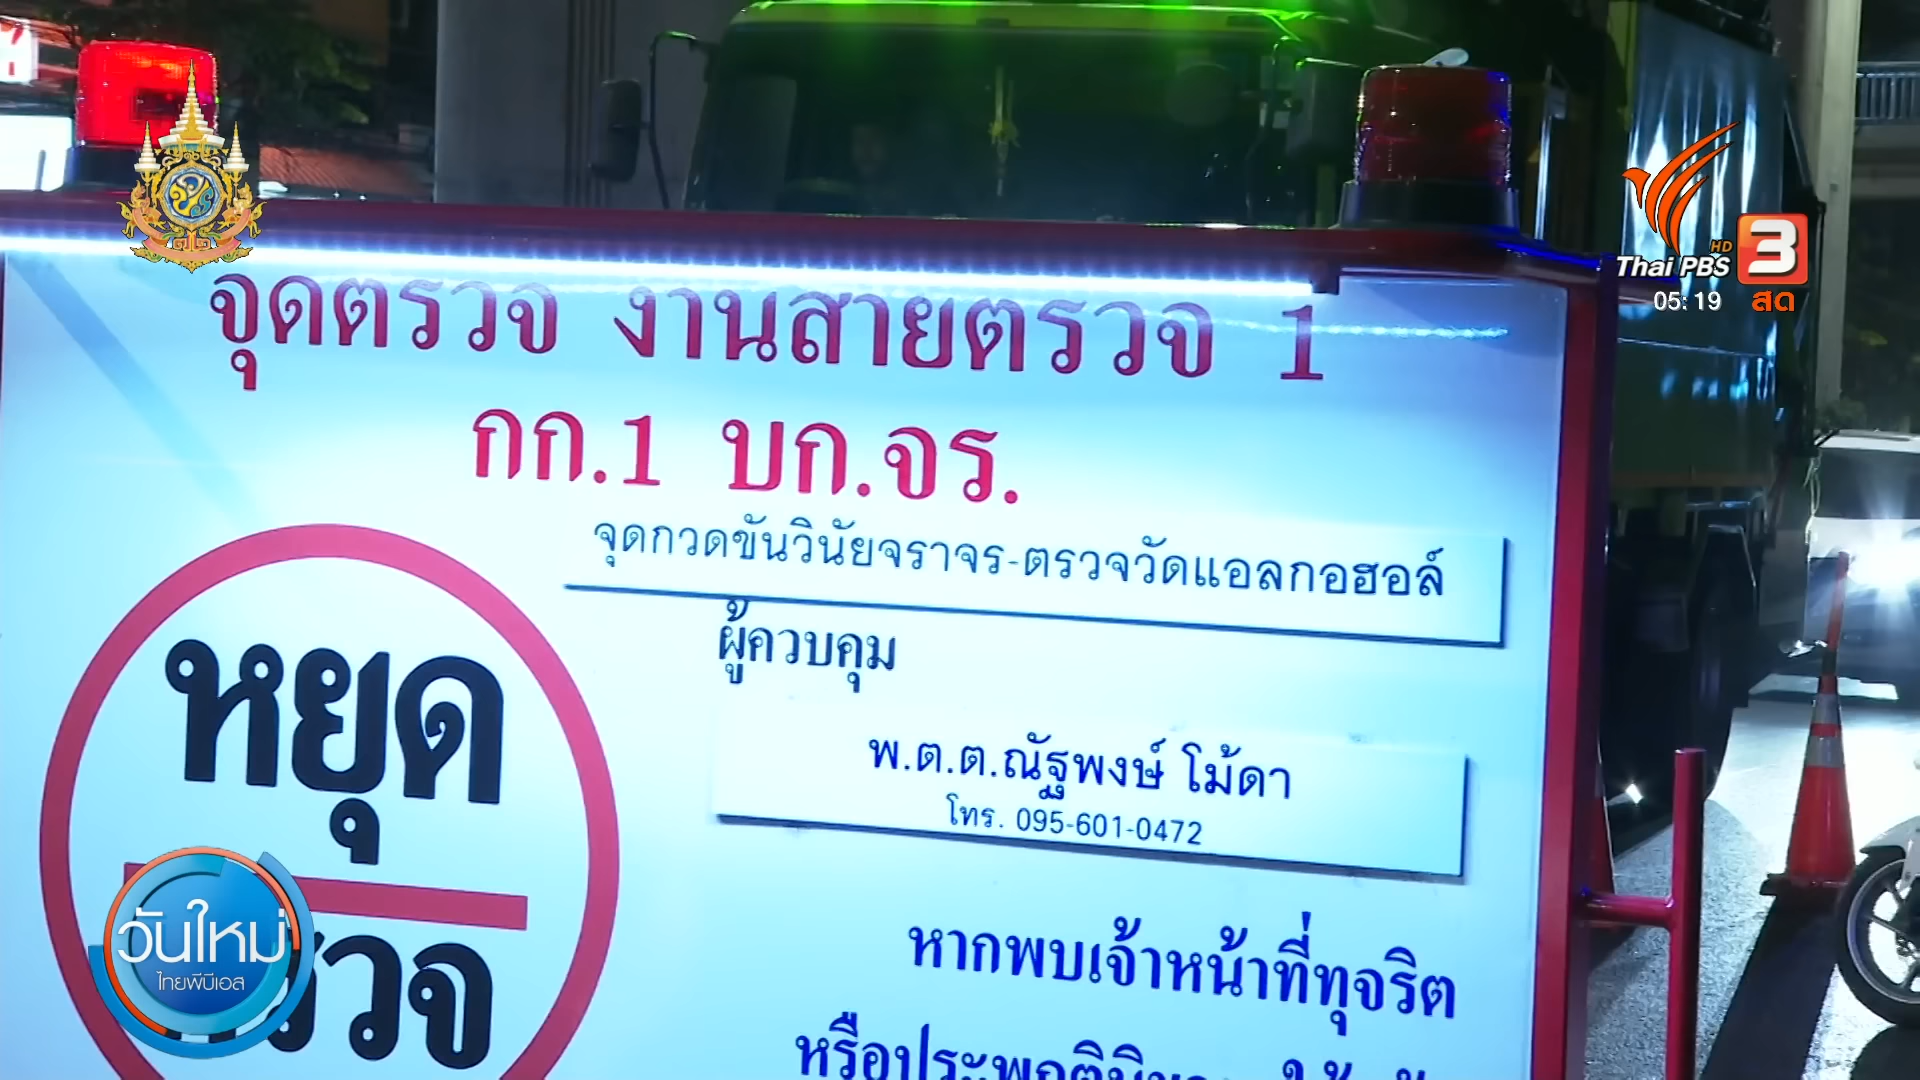 จุดตรวจ งานสายตรวจ 1
กก.1 บก.จร.
จุดกวดขันวินัยจราจร-ตรวจวัดแอลกอฮอล์
ผู้ควบคุม
พ.ต.ต.ณัฐพงษ์ โม้ดา
โทร. 095-601-0472
หยุด
หากพบเจ้าหน้าที่ทุจริต
HD
Thai PBS 3
05:19 สด
วันใหม่
ไทยพีบีเอส